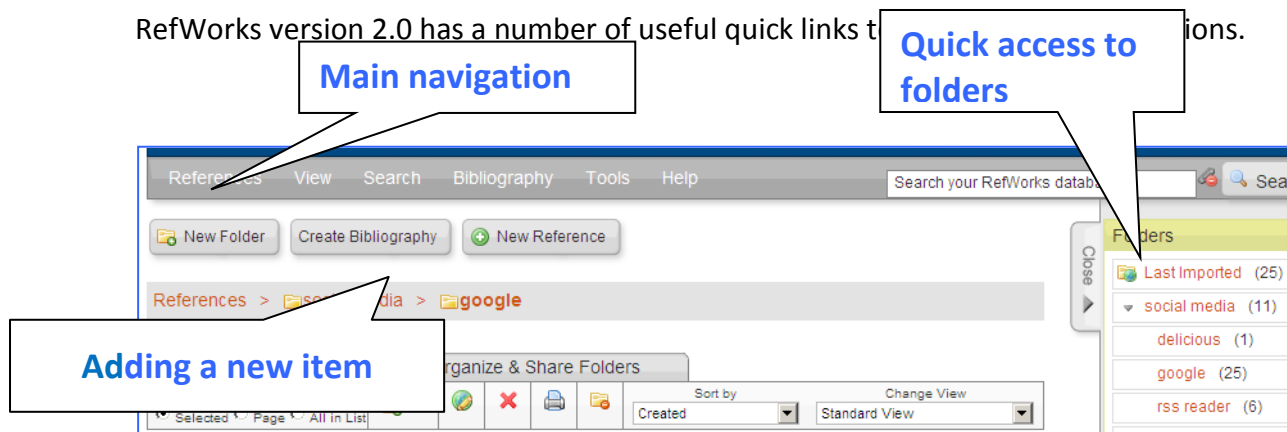 RefWorks version 2.0 has a number of useful quick links t ions.
Main navigation
Quick access to
folders
References View Search Bibliography Tools Help
Search your RefWorks databa Sea
New Folder Create Bibliography New Reference
Close
Folders
Last Imported (25)
References > dia > google
social media (11)
delicious (1)
Adding a new item
rganize & Share Folders
google (25)
Sort by Change View
Selected Page All in List Created Standard View
rss reader (6)